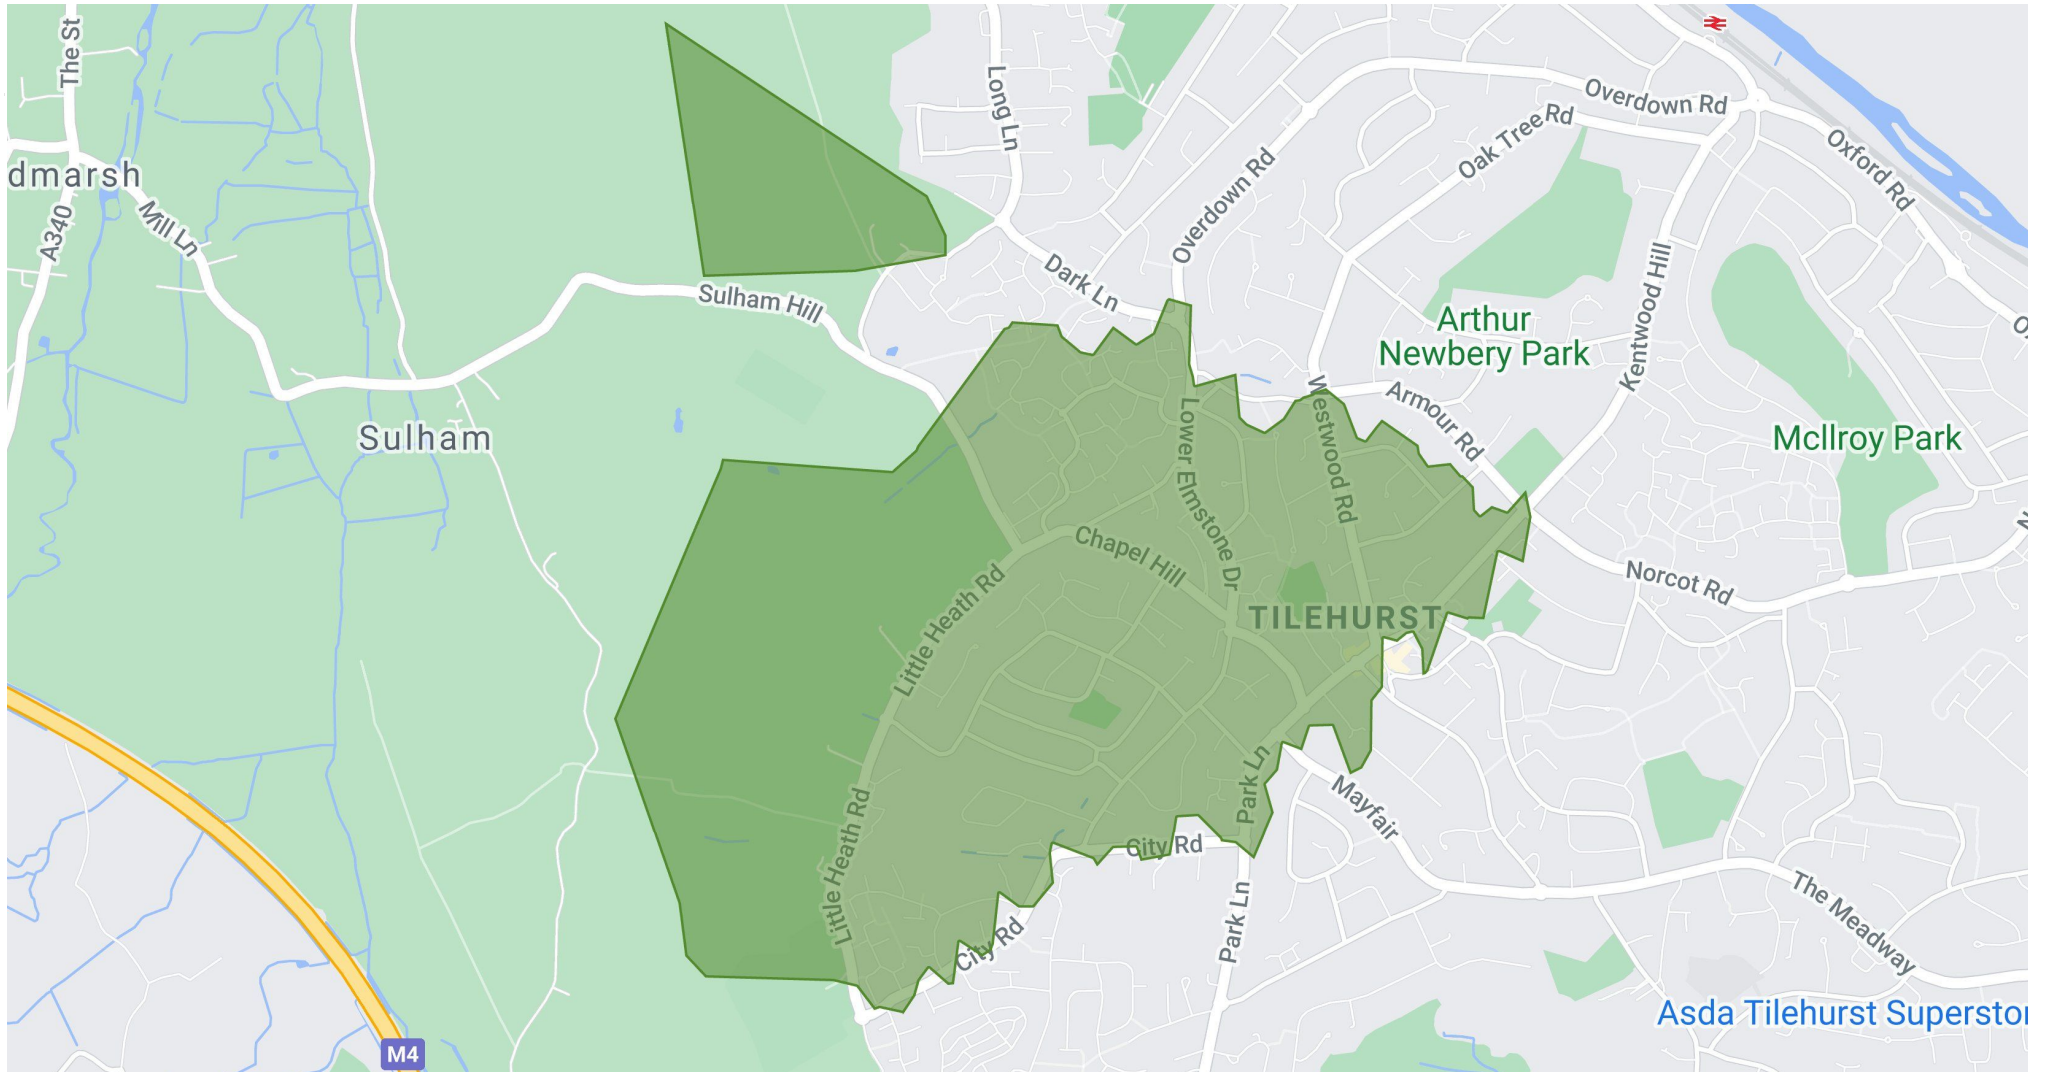 The St
Long Ln
Overdown Rd
Oak Tree Rd
Oxford Rd
dmarsh
Mill Ln
A340
Overdown Rd
Dark Ln
Sulham Hill
Kentwood Hill
Arthur
Newbery Park
Westwood Rd
Armour Rd
Lower Elmstone Dr
Sulham
McIlroy Park
Chapel Hill
Little Heath Rd
Norcot Rd
TILEHURST
Park Ln
Mayfair
Little Heath Rd
City Rd
The Meadway
Park Ln
City Rd
Asda Tilehurst Supersto
M4